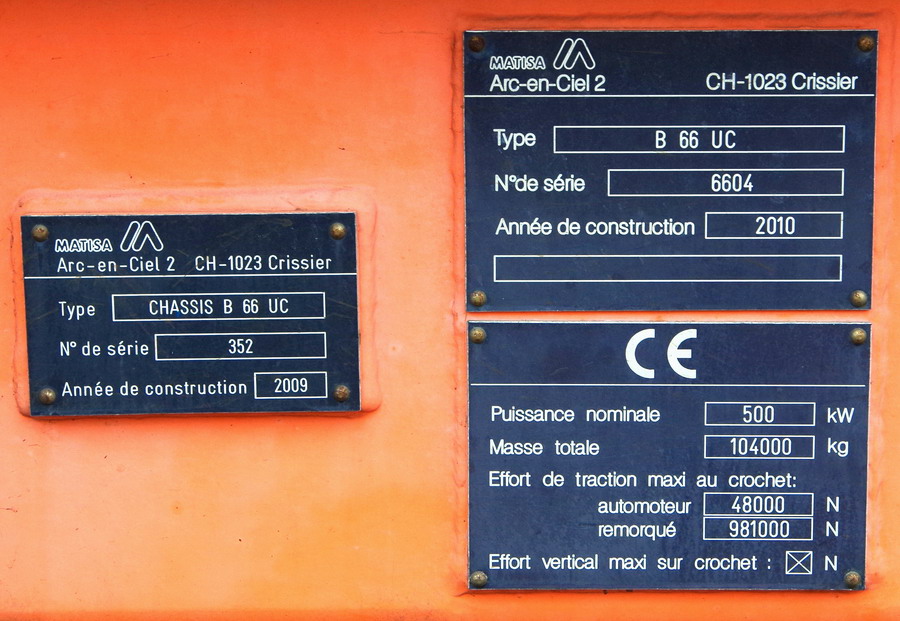 MATISA
Arc-en-Ciel 2 CH-1023 Crissier
Type CHASSIS B 66 UC
N° de série 352
Année de construction 2009
MATISA
Arc-en-Ciel 2 CH-1023 Crissier
Type B 66 UC
N°de série 6604
Année de construction 2010
CE
Puissance nominale 500 kW
Masse totale 104000 kg
Effort de traction maxi au crochet:
automoteur 48000 N
remorqué 981000 N
Effort vertical maxi sur crochet : N